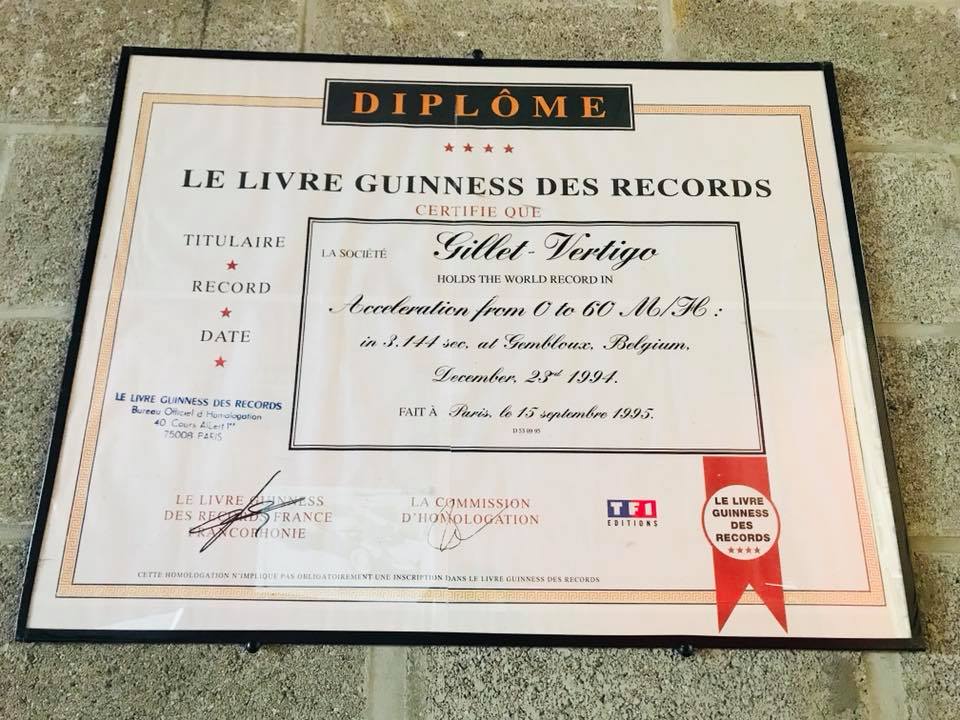 DIPLÔME
LE LIVRE GUINNESS DES RECORDS
CERTIFIE QUE
TITULAIRE
RECORD
DATE
LA SOCIÉTÉ Gillet-Vertigo
HOLDS THE WORLD RECORD IN
Acceleration from 0 to 60 M/H :
in 3.144 sec. at Gembloux, Belgium,
December, 23rd 1994.
FAIT À Paris, le 15 septembre 1995.
D 53 09 95
LE LIVRE GUINNESS DES RECORDS
Bureau Officiel d'Homologation
40 Cours Albert 1er
75008 PARIS
LE LIVRE GUINNESS
DES RECORDS FRANCE
FRANCOPHONIE
LA COMMISSION
D'HOMOLOGATION
TF1
EDITIONS
LE LIVRE
GUINNESS
DES
RECORDS
CETTE HOMOLOGATION N'IMPLIQUE PAS OBLIGATOIREMENT UNE INSCRIPTION DANS LE LIVRE GUINNESS DES RECORDS